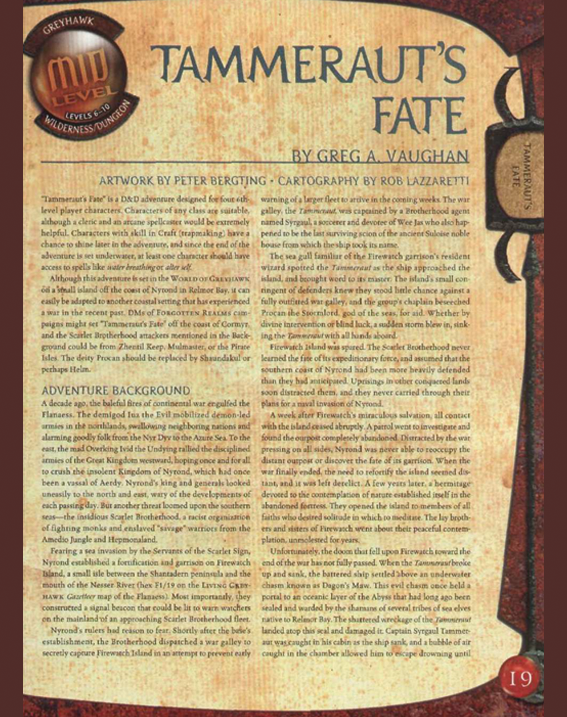 GREYHAWK
MID
LEVEL
LEVELS 6-10
WILDERNESS/DUNGEON
TAMMERAUT'S
FATE
BY GREG A. VAUGHAN
ARTWORK BY PETER BERGTING • CARTOGRAPHY BY ROB LAZZARETTI
"Tammeraut's Fate" is a D&D adventure designed for four 6th-
level player characters. Characters of any class are suitable,
although a cleric and an arcane spellcaster would be extremely
helpful. Characters with skill in Craft (trapmaking) have a
chance to shine later in the adventure, and since the end of the
adventure is set underwater, at least one character should have
access to spells like water breathing or alter self.
Although this adventure is set in the WORLD OF GREYHAWK
on a small island off the coast of Nyrond in Relmor Bay, it can
easily be adapted to another coastal setting that has experienced
a war in the recent past. DMs of FORGOTTEN REALMS cam-
paigns might set "Tammeraut's Fate" off the coast of Cormyr,
and the Scarlet Brotherhood attackers mentioned in the Back-
ground could be from Zhentil Keep, Mulmaster, or the Pirate
Isles. The deity Procan should be replaced by Shaundakul or
perhaps Helm.
ADVENTURE BACKGROUND
A decade ago, the baleful fires of continental war engulfed the
Flanaess. The demigod Iuz the Evil mobilized demon-led
armies in the northlands, swallowing neighboring nations and
alarming goodly folk from the Nyr Dyv to the Azure Sea. To the
east, the mad Overking Ivid the Undying rallied the disciplined
armies of the Great Kingdom westward, hoping once and for all
to crush the insolent Kingdom of Nyrond, which had once
been a vassal of Aerdy. Nyrond's king and generals looked
uneasily to the north and east, wary of the developments of
each passing day. But another threat loomed upon the southern
seas—the insidious Scarlet Brotherhood, a racist organization
of fighting monks and enslaved "savage" warriors from the
Amedio Jungle and Hepmonaland.
Fearing a sea invasion by the Servants of the Scarlet Sign,
Nyrond established a fortification and garrison on Firewatch
Island, a small isle between the Shantadern peninsula and the
mouth of the Nesser River (hex F1/19 on the LIVING GREY-
HAWK Gazetteer map of the Flanaess). Most importantly, they
constructed a signal beacon that could be lit to warn watchers
on the mainland of an approaching Scarlet Brotherhood fleet.
Nyrond's rulers had reason to fear. Shortly after the brie's
establishment, the Brotherhood dispatched a war galley to
secretly capture Firewatch Island in an attempt to prevent early
warning of a larger fleet to arrive in the coming weeks. The war
galley, the Tammeraut, was captained by a Brotherhood agent
named Syrgaul, a sorcerer and devotee of Wee Jas who also hap-
pened to be the last surviving scion of the ancient Suloise noble
house from which the ship took its name.
The sea gull familiar of the Firewatch garrison's resident
wizard spotted the Tammeraut as the ship approached the
island, and brought word to its master. The island's small con-
tingent of defenders knew they stood little chance against a
fully outfitted war galley, and the group's chaplain beseeched
Procan the Stormlord, god of the seas, for aid. Whether by
divine intervention or blind luck, a sudden storm blew in, sink-
ing the Tammeraut with all hands aboard.
Firewatch Island was spared. The Scarlet Brotherhood never
learned the fate of its expeditionary force, and assumed that the
southern coast of Nyrond had been more heavily defended
than they had anticipated. Uprisings in other conquered lands
soon distracted them, and they never carried through their
plans for a naval invasion of Nyrond.
A week after Firewatch's miraculous salvation, all contact
with the island ceased abruptly. A patrol went to investigate and
found the outpost completely abandoned. Distracted by the war
pressing on all sides, Nyrond was never able to reoccupy the
distant outpost or discover the fate of its garrison. When the
war finally ended, the need to refortify the island seemed dis-
tant, and it was left derelict. A few years later, a hermitage
devoted to the contemplation of nature established itself in the
abandoned fortress. They opened the island to members of all
faiths who desired solitude in which to meditate. The lay broth-
ers and sisters of Firewatch went about their peaceful contem-
plation, unmolested for years.
Unfortunately, the doom that fell upon Firewatch toward the
end of the war has not fully passed. When the Tammeraut broke
up and sank, the battered ship settled above an underwater
chasm known as Dagon's Maw. This evil chasm once held a
portal to an oceanic layer of the Abyss that had long ago been
sealed and warded by the shamans of several tribes of sea elves
native to Relmor Bay. The shattered wreckage of the Tammeraut
landed atop this seal and damaged it. Captain Syrgaul Tammer-
aut was caught in his cabin as the ship sank, and a bubble of air
caught in the chamber allowed him to escape drowning until
TAMMERAUT'S
FATE
19